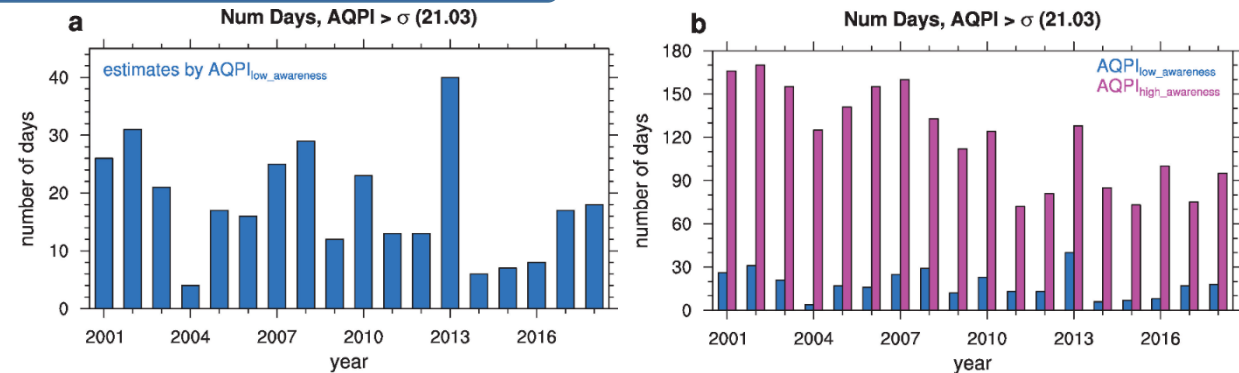 a
Num Days, AQPI > σ (21.03)
estimates by AQPIlow_awareness
number of days
40
30
20
10
0
2001 2004 2007 2010 2013 2016
year
b
Num Days, AQPI > σ (21.03)
AQPIlow_awareness
AQPIhigh_awareness
number of days
180
150
120
90
60
30
0
2001 2004 2007 2010 2013 2016
year